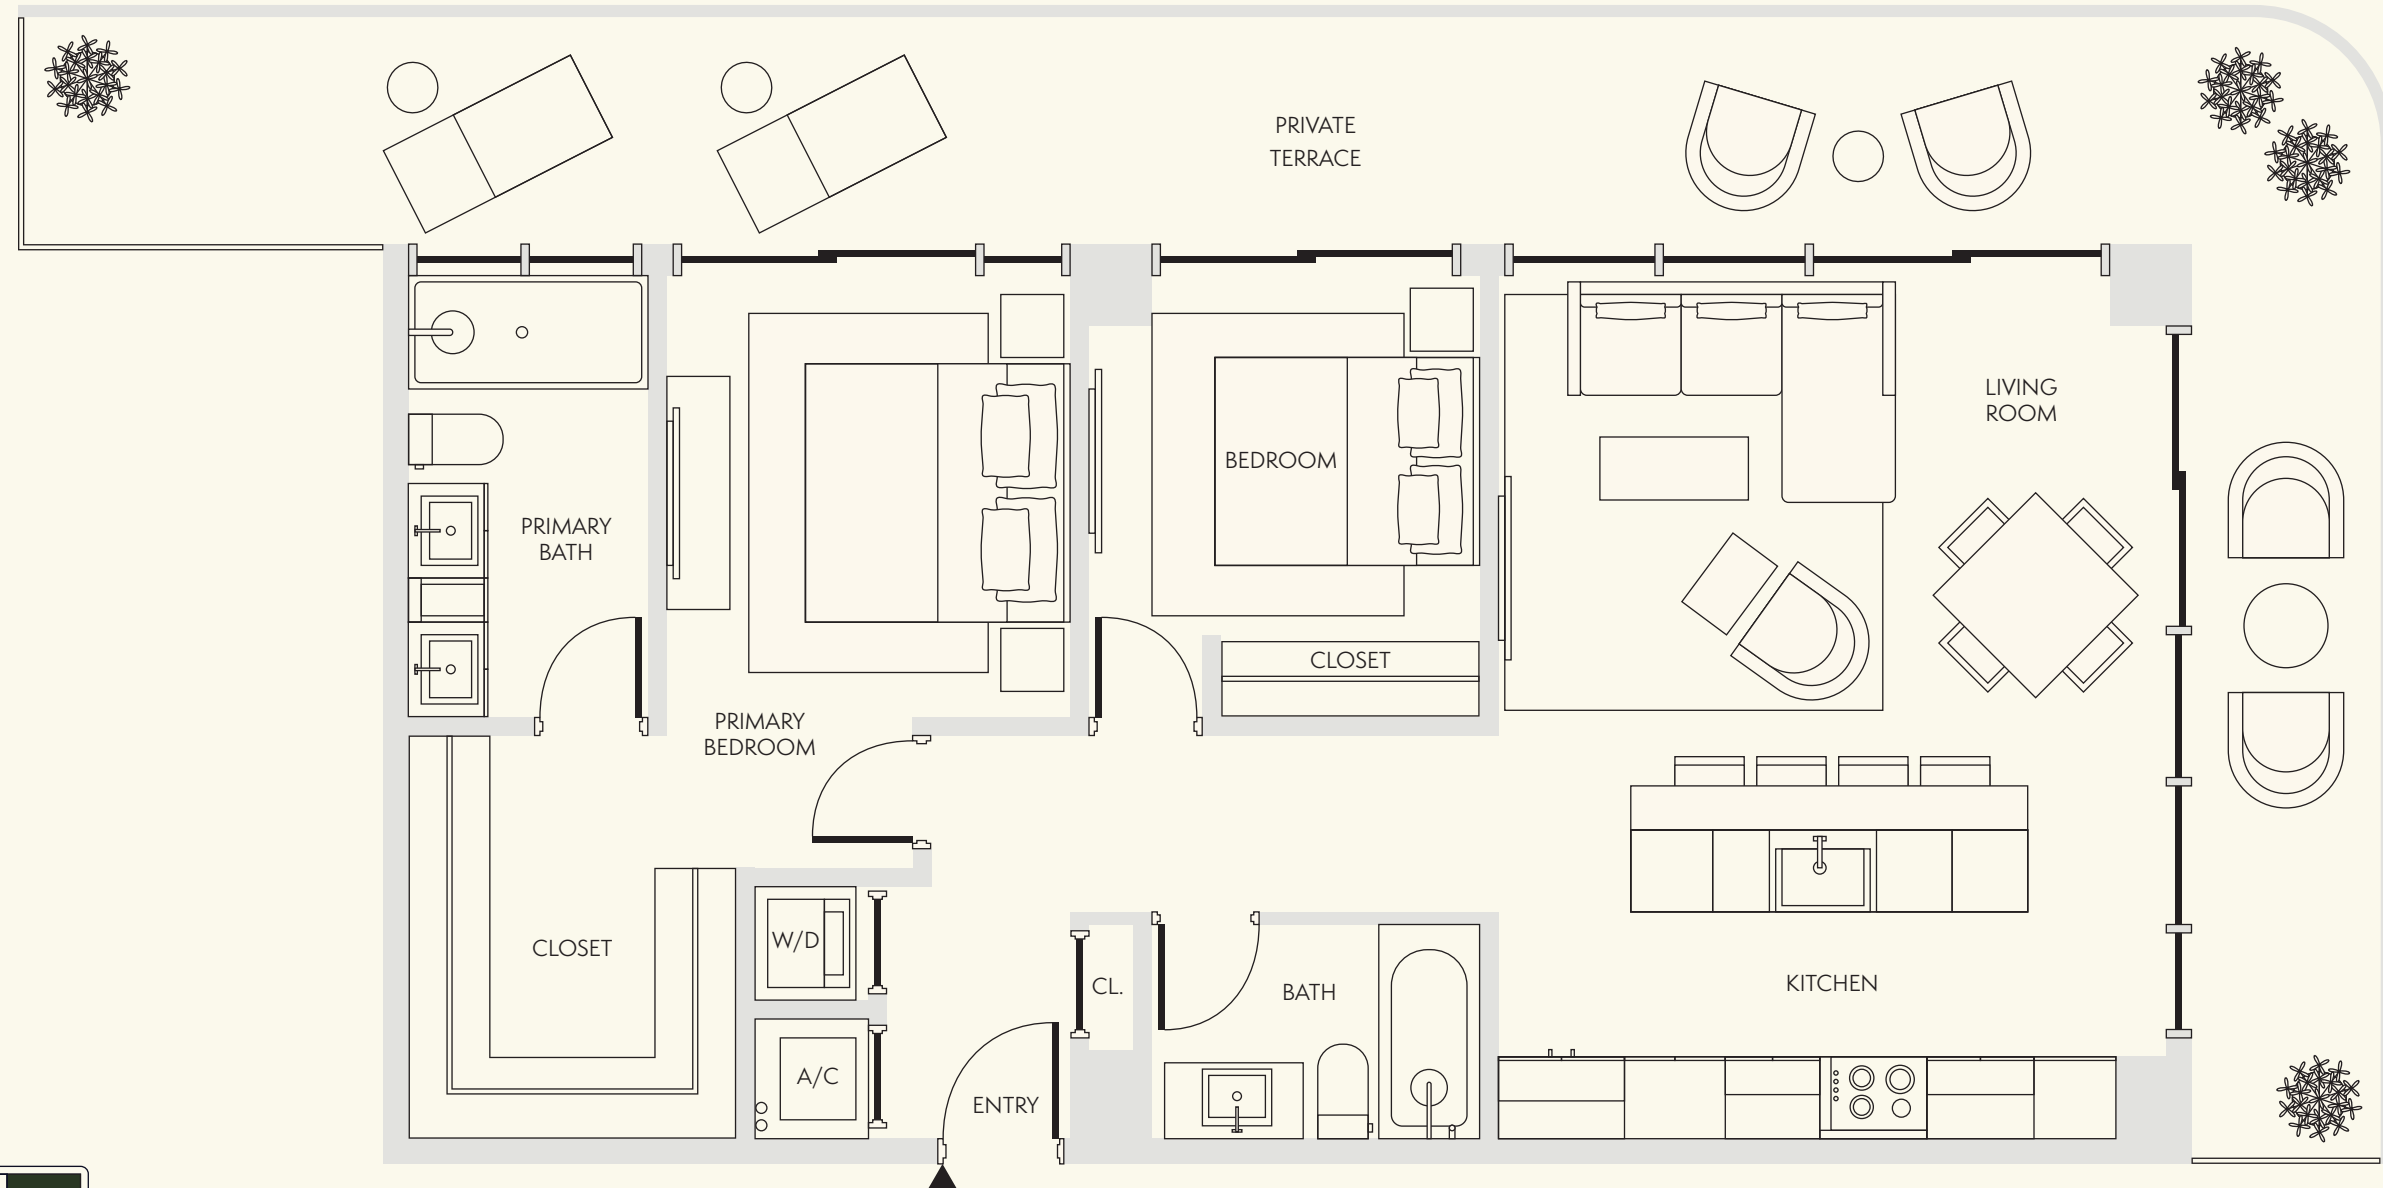 PRIVATE
TERRACE
LIVING
ROOM
BEDROOM
PRIMARY
BATH
CLOSET
PRIMARY
BEDROOM
W/D
CLOSET
CL.
BATH
KITCHEN
A/C
ENTRY